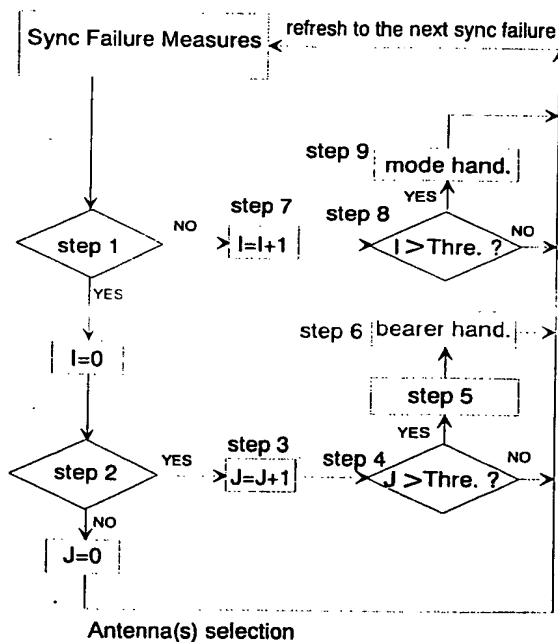 refresh to the next sync failure
Sync Failure Measures
step 9
mode hand.
YES
step 7
step 8
step 1
NO
I=I+1
I > Thre. ?
NO
YES
step 6
bearer hand.
I=0
step 5
YES
step 3
step 4
NO
step 2
YES
J=J+1
J > Thre. ?
NO
J=0
Antenna(s) selection